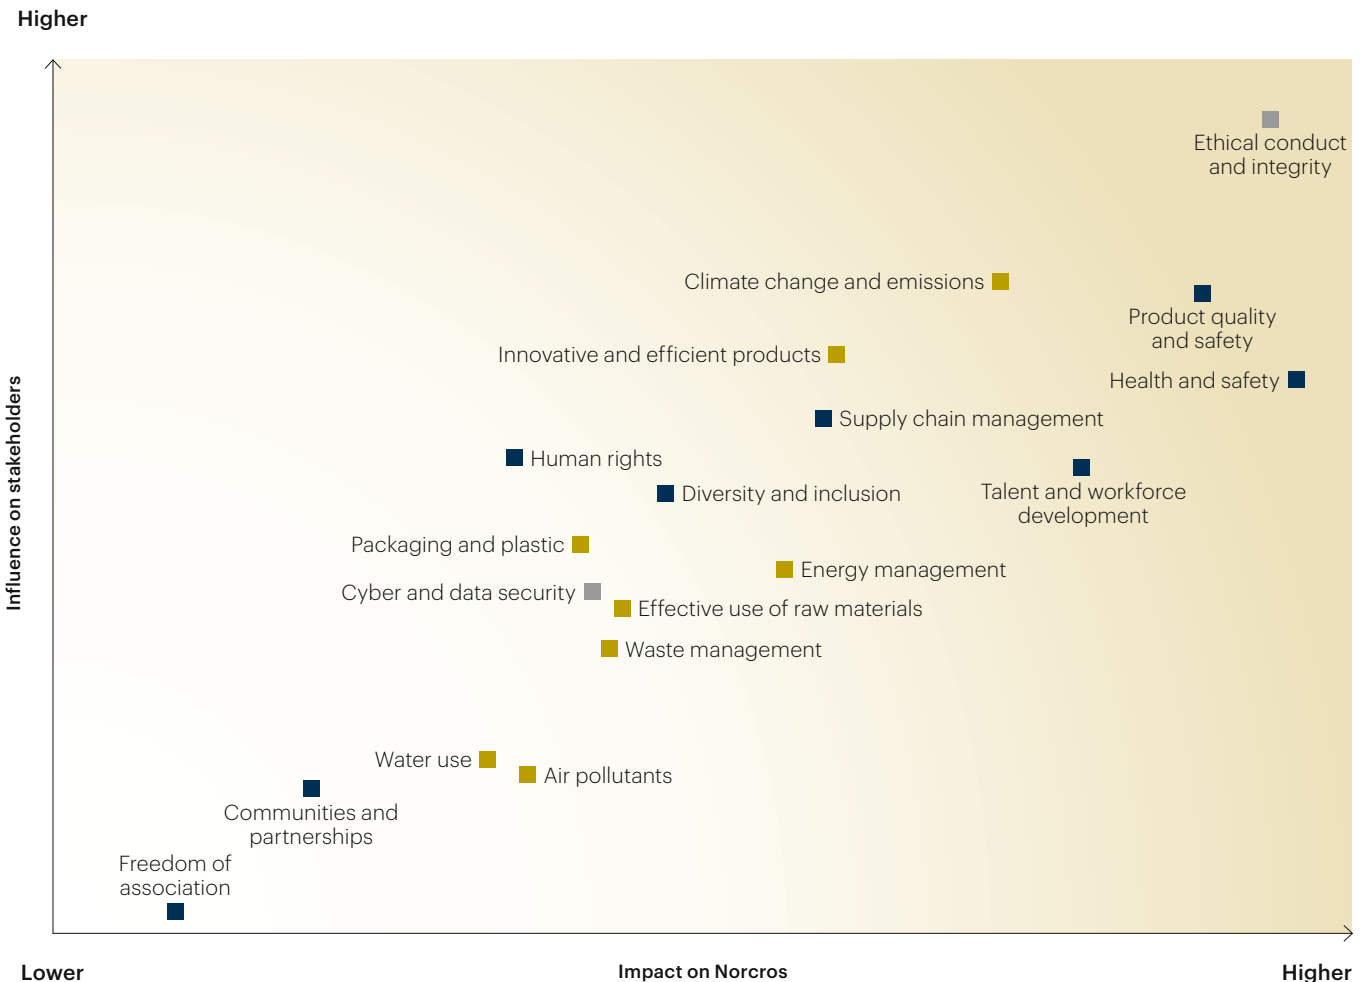 Higher
Ethical conduct
and integrity
Climate change and emissions
Product quality
and safety
Innovative and efficient products
Health and safety
Supply chain management
Human rights
Talent and workforce
development
Diversity and inclusion
Packaging and plastic
Energy management
Cyber and data security
Effective use of raw materials
Waste management
Water use
Air pollutants
Communities and
partnerships
Freedom of
association
Influence on stakeholders
Lower
Impact on Norcros
Higher